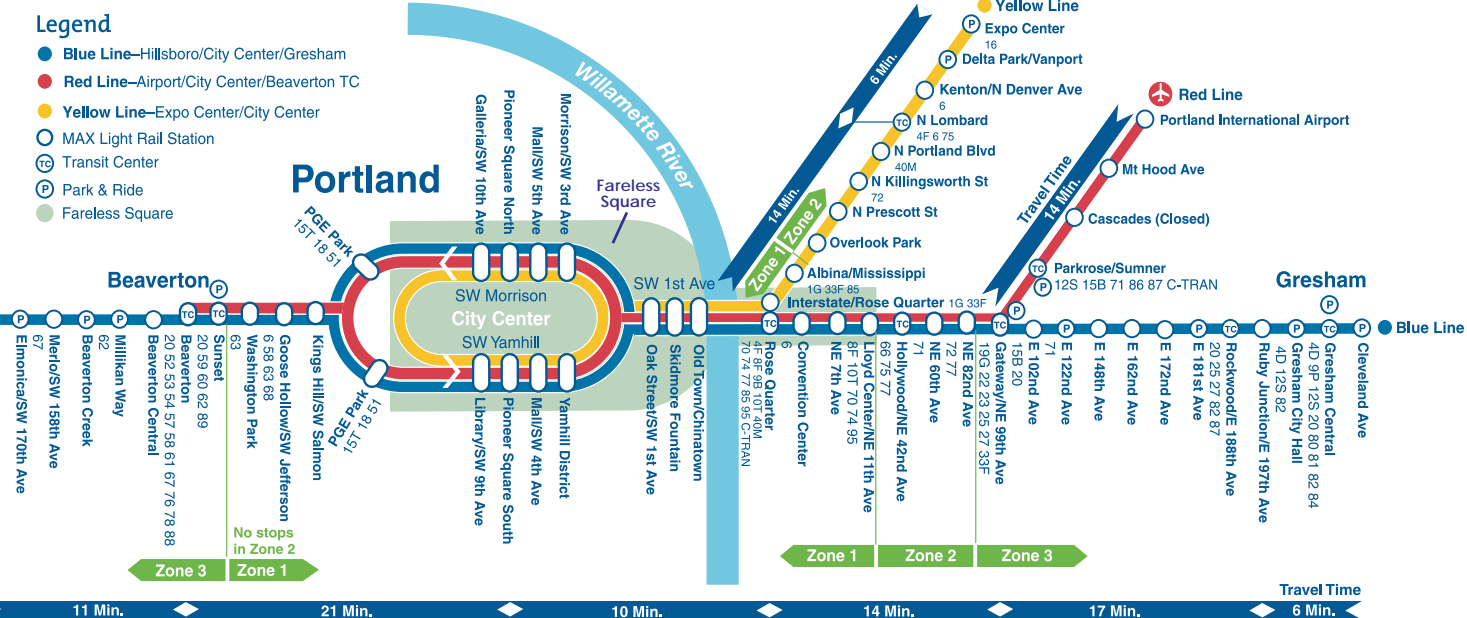 Legend
Blue Line–Hillsboro/City Center/Gresham
Red Line–Airport/City Center/Beaverton TC
Yellow Line–Expo Center/City Center
MAX Light Rail Station
TC Transit Center
P Park & Ride
Fareless Square
Portland
Willamette River
Fareless
Square
Galleria/SW 10th Ave
Pioneer Square North
Mall/SW 5th Ave
Morrison/SW 3rd Ave
PGE Park
15T 18 51
SW Morrison
City Center
SW Yamhill
PGE Park
15T 18 51
Library/SW 9th Ave
Pioneer Square South
Mall/SW 4th Ave
Yamhill District
SW 1st Ave
Oak Street/SW 1st Ave
Skidmore Fountain
Old Town/Chinatown
Yellow Line
P
Expo Center
16
P
Delta Park/Vanport
Kenton/N Denver Ave
6
TC
N Lombard
4F 6 75
N Portland Blvd
40M
N Killingsworth St
72
N Prescott St
Overlook Park
Albina/Mississippi
1G 33F 85
Interstate/Rose Quarter 1G 33F
6 Min.
14 Min.
Zone 1
Zone 2
Red Line
Portland International Airport
Mt Hood Ave
Cascades (Closed)
TC
P
Parkrose/Sumner
12S 15B 71 86 87 C-TRAN
Travel Time
14 Min.
Beaverton
Gresham
Blue Line
P
Elmonica/SW 170th Ave
67
Merlo/SW 158th Ave
P
Beaverton Creek
62
P
Millikan Way
Beaverton Central
TC
Beaverton
20 52 53 54 57 58 61 67 76 78 88
P
TC
Sunset
20 59 60 62 89
Washington Park
63
Goose Hollow/SW Jefferson
6 58 63 68
Kings Hill/SW Salmon
TC
Rose Quarter
4F 8F 9B 10T 40M
70 74 77 85 95 C-TRAN
Convention Center
6
NE 7th Ave
Lloyd Center/NE 11th Ave
8F 10T 70 74 95
TC
Hollywood/NE 42nd Ave
66 75 77
NE 60th Ave
71
NE 82nd Ave
72 77
P
TC
Gateway/NE 99th Ave
19G 22 23 25 27 33F
15B 20
E 102nd Ave
P
E 122nd Ave
71
E 148th Ave
E 162nd Ave
E 172nd Ave
P
E 181st Ave
TC
Rockwood/E 188th Ave
20 25 27 82 87
Ruby Junction/E 197th Ave
P
Gresham City Hall
4D 12S 82
P
TC
Gresham Central
4D 9P 12S 20 80 81 82 84
P
Cleveland Ave
No stops
in Zone 2
Zone 3
Zone 1
Zone 1
Zone 2
Zone 3
Travel Time
11 Min.
21 Min.
10 Min.
14 Min.
17 Min.
6 Min.